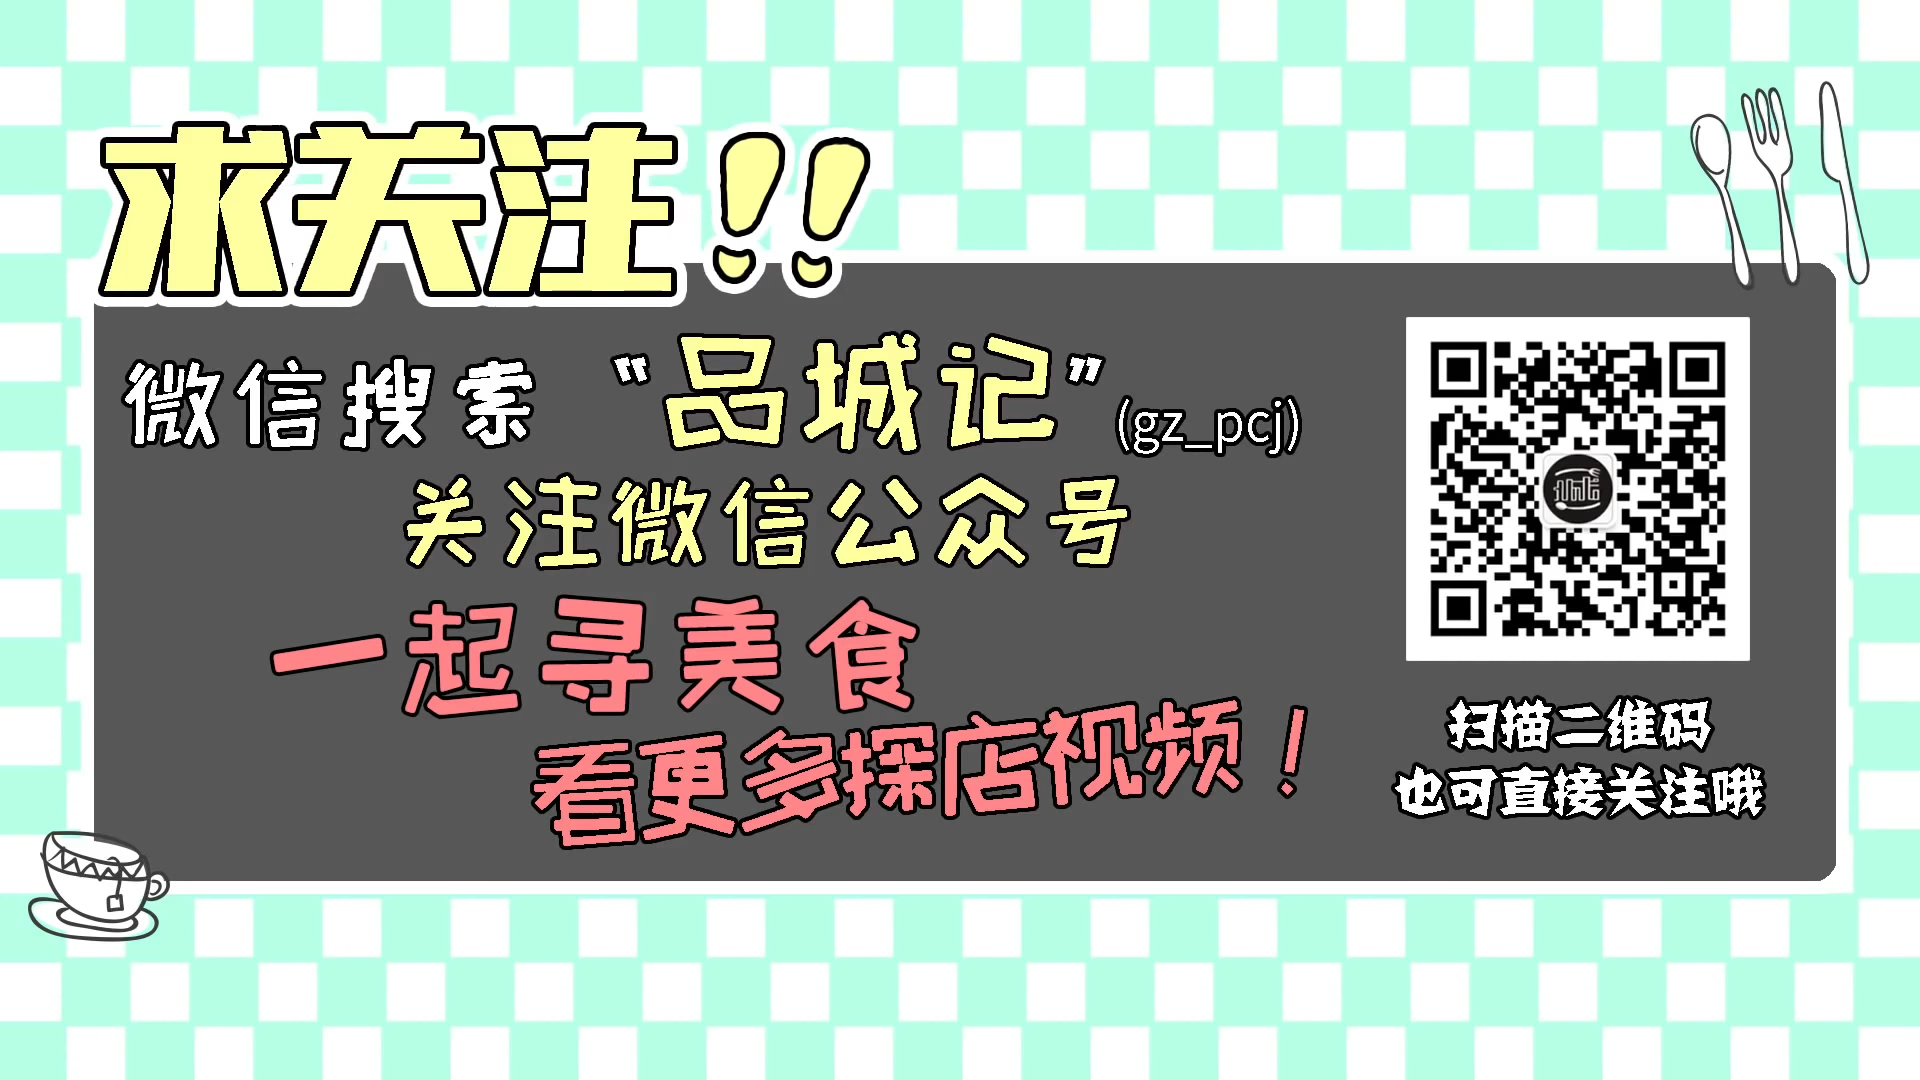 求关注!!
微信搜索“品城记”(gz_pcj)
关注微信公众号
一起寻美食
看更多探店视频！
扫描二维码
也可直接关注哦